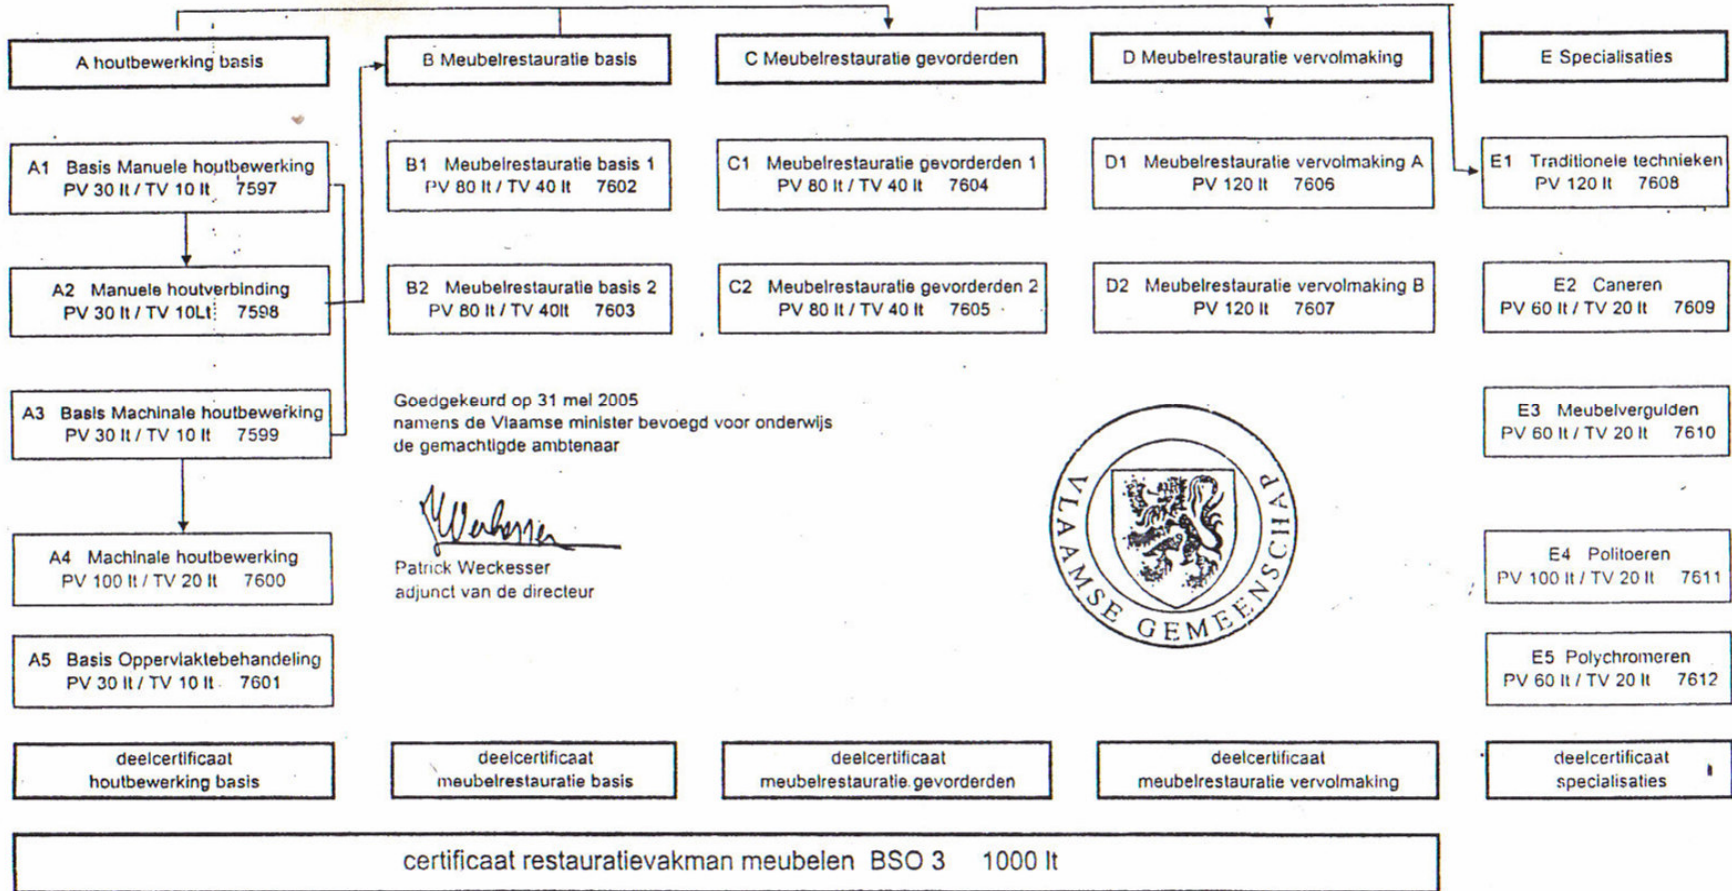 A houtbewerking basis
B Meubelrestauratie basis
C Meubelrestauratie gevorderden
D Meubelrestauratie vervolmaking
E Specialisaties
A1 Basis Manuele houtbewerking
PV 30 lt / TV 10 lt 7597
B1 Meubelrestauratie basis 1
PV 80 lt / TV 40 lt 7602
C1 Meubelrestauratie gevorderden 1
PV 80 lt / TV 40 lt 7604
D1 Meubelrestauratie vervolmaking A
PV 120 lt 7606
E1 Traditionele technieken
PV 120 lt 7608
A2 Manuele houtverbinding
PV 30 lt / TV 10Lt 7598
B2 Meubelrestauratie basis 2
PV 80 lt / TV 40lt 7603
C2 Meubelrestauratie gevorderden 2
PV 80 lt / TV 40 lt 7605
D2 Meubelrestauratie vervolmaking B
PV 120 lt 7607
E2 Caneren
PV 60 lt / TV 20 lt 7609
A3 Basis Machinale houtbewerking
PV 30 lt / TV 10 lt 7599
Goedgekeurd op 31 mei 2005
namens de Vlaamse minister bevoegd voor onderwijs
de gemachtigde ambtenaar
Patrick Weckesser
adjunct van de directeur
VLAAMSE GEMEENSCHAP
E3 Meubelvergulden
PV 60 lt / TV 20 lt 7610
A4 Machinale houtbewerking
PV 100 lt / TV 20 lt 7600
E4 Politoeren
PV 100 lt / TV 20 lt 7611
A5 Basis Oppervlaktebehandeling
PV 30 lt / TV 10 lt 7601
E5 Polychromeren
PV 60 lt / TV 20 lt 7612
deelcertificaat
houtbewerking basis
deelcertificaat
meubelrestauratie basis
deelcertificaat
meubelrestauratie gevorderden
deelcertificaat
meubelrestauratie vervolmaking
deelcertificaat
specialisaties
certificaat restauratievakman meubelen BSO 3 1000 lt